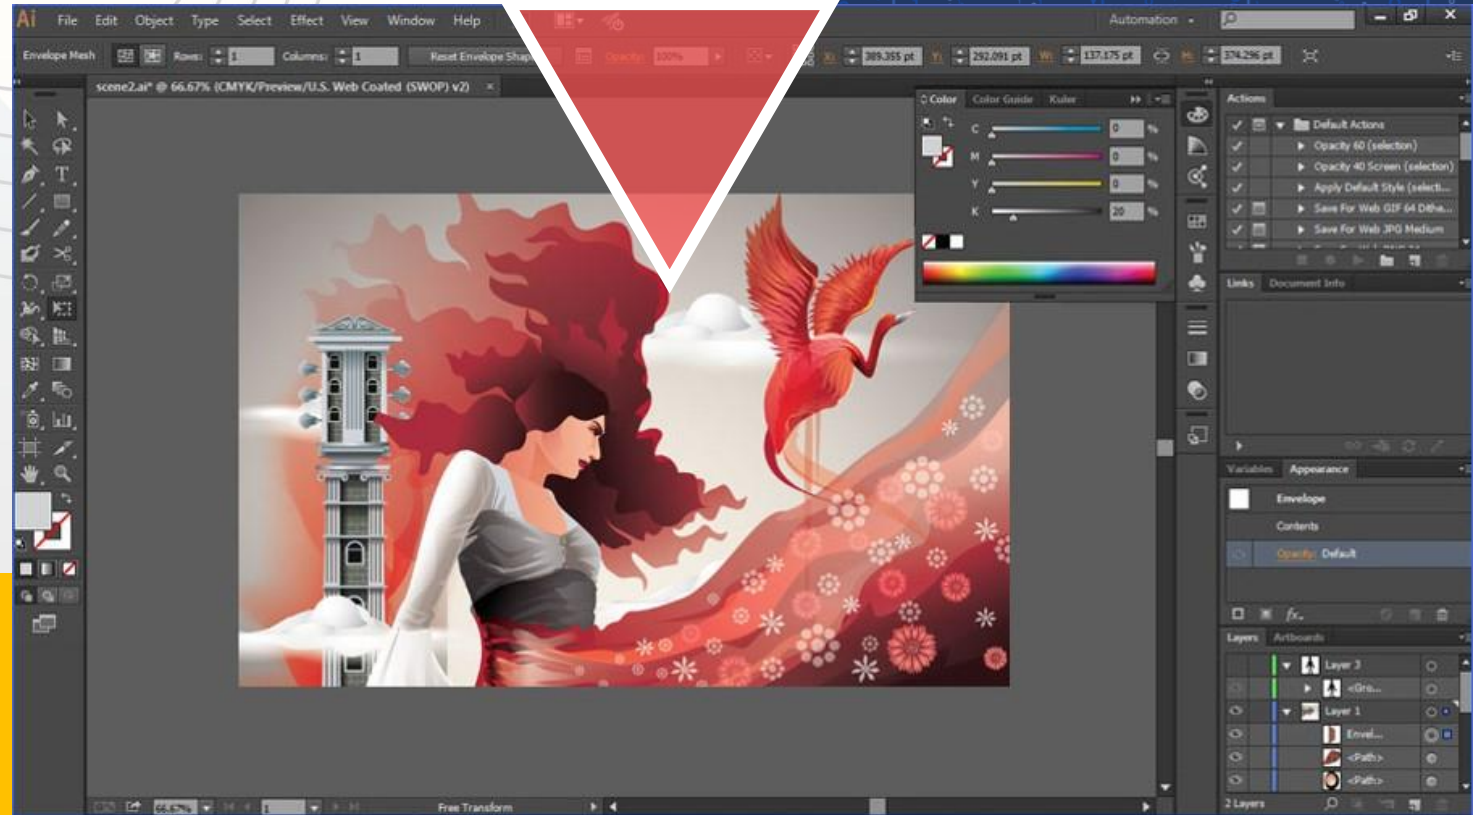 Ai File Edit Object Type Select Effect View Window Help Automation
Envelope Mesh Rows: 1 Columns: 1 Reset Envelope Shape Opacity: 100% X: 389.355 pt Y: 292.091 pt W: 137.175 pt H: 374.296 pt
scene2.ai* @ 66.67% (CMYK/Preview/U.S. Web Coated (SWOP) v2) ×
Color Color Guide Kuler
C 0 %
M 0 %
Y 0 %
K 20 %
Actions
Default Actions
Opacity 60 (selection)
Opacity 40 Screen (selection)
Apply Default Style (selecti...
Save For Web GIF 64 Dithe...
Save For Web JPG Medium
Links Document Info
Variables Appearance
Envelope
Contents
Opacity: Default
fx
Layers Artboards
Layer 3
<Gro...
Layer 1
Envel...
<Path>
<Path>
2 Layers
66.67% 1 Free Transform